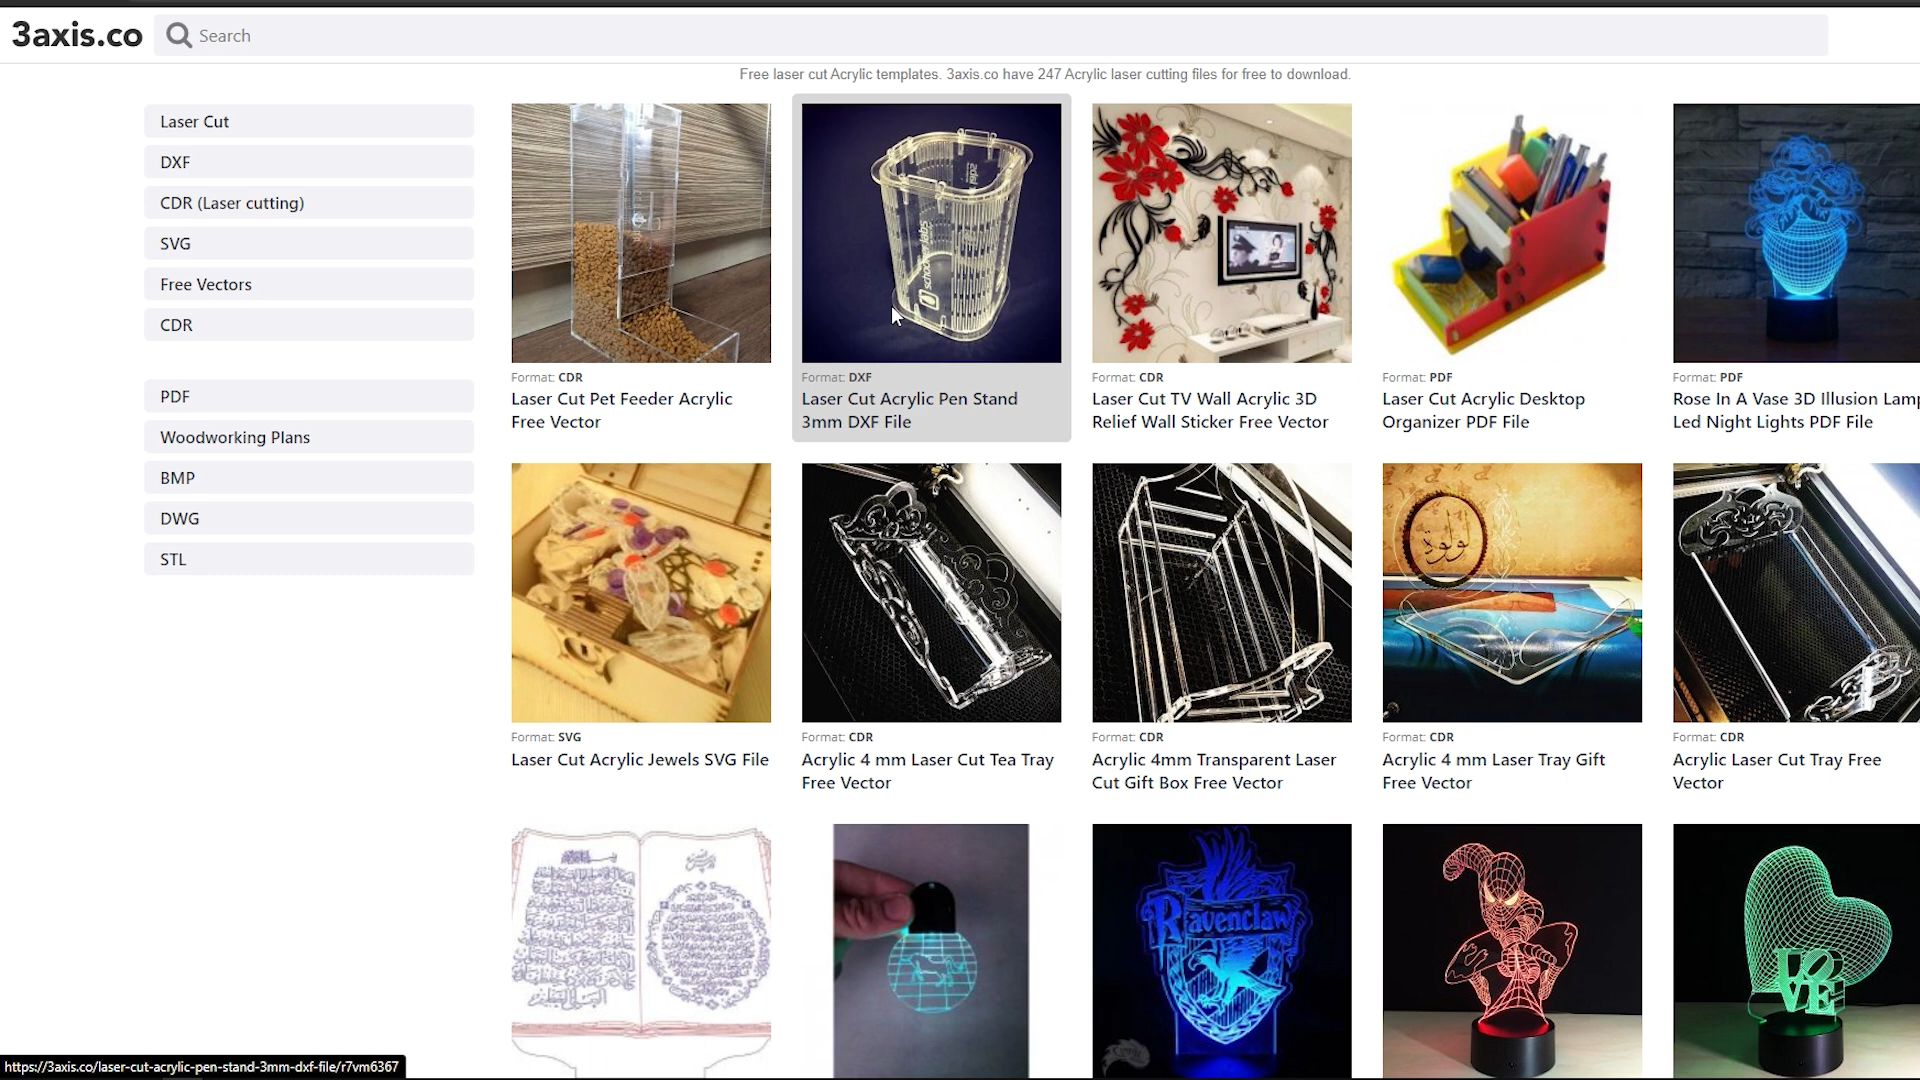 3axis.co
Search
Free laser cut Acrylic templates. 3axis.co have 247 Acrylic laser cutting files for free to download.
Laser Cut
DXF
CDR (Laser cutting)
SVG
Free Vectors
CDR
PDF
Woodworking Plans
BMP
DWG
STL
Format: CDR
Laser Cut Pet Feeder Acrylic
Free Vector
Format: DXF
Laser Cut Acrylic Pen Stand
3mm DXF File
Format: CDR
Laser Cut TV Wall Acrylic 3D
Relief Wall Sticker Free Vector
Format: PDF
Laser Cut Acrylic Desktop
Organizer PDF File
Format: PDF
Rose In A Vase 3D Illusion Lamp
Led Night Lights PDF File
Format: SVG
Laser Cut Acrylic Jewels SVG File
Format: CDR
Acrylic 4 mm Laser Cut Tea Tray
Free Vector
Format: CDR
Acrylic 4mm Transparent Laser
Cut Gift Box Free Vector
Format: CDR
Acrylic 4 mm Laser Tray Gift
Free Vector
Format: CDR
Acrylic Laser Cut Tray Free
Vector
Ravenclaw
LOVE
https://3axis.co/laser-cut-acrylic-pen-stand-3mm-dxf-file/r7vm6367